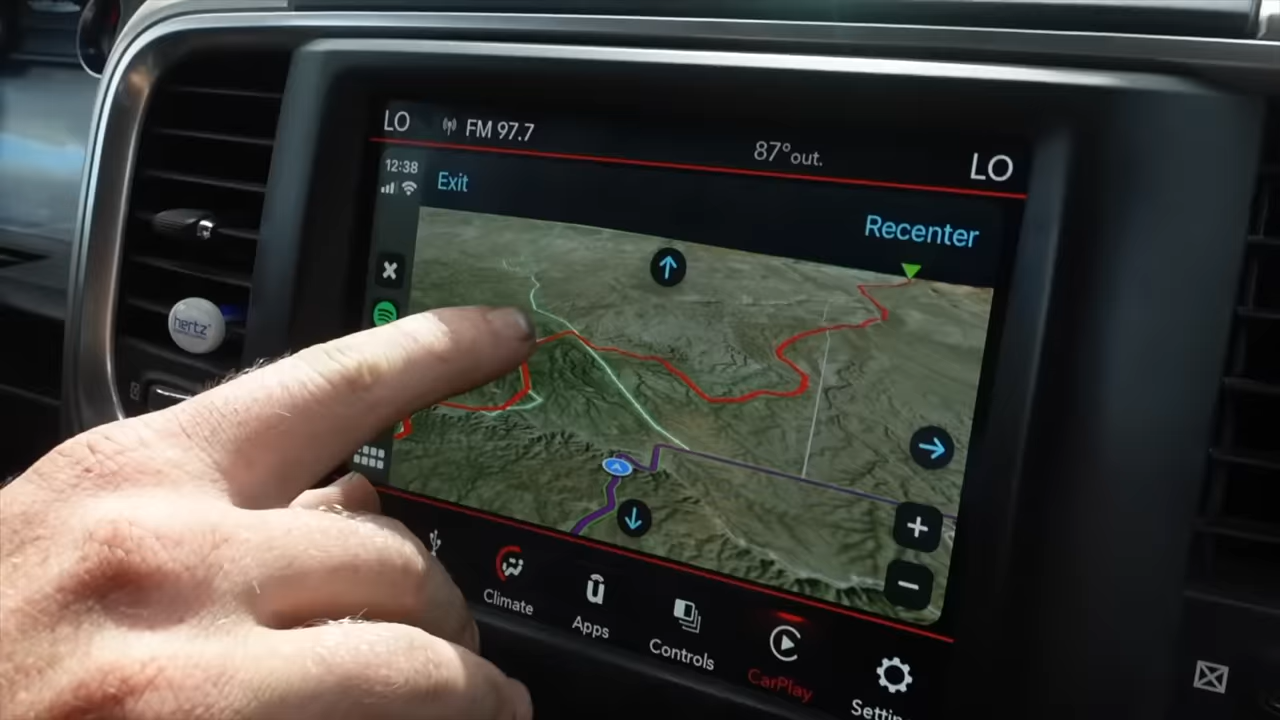 LO
FM 97.7
87° out.
LO
12:38
Exit
Recenter
hertz
Climate
Apps
Controls
CarPlay